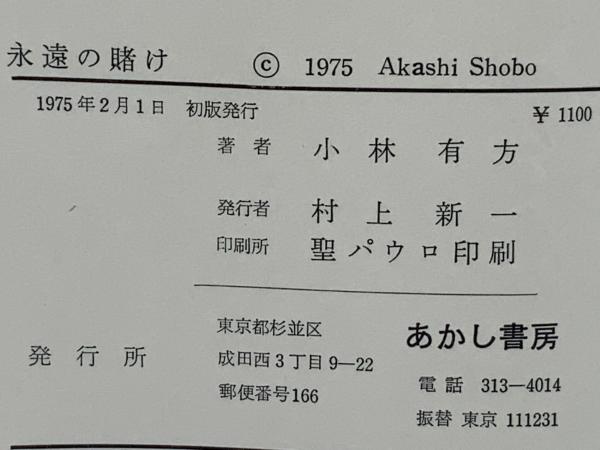 永遠の賭け © 1975 Akashi Shobo
1975年2月1日 初版発行 ¥1100
著者 小林有方
発行者 村上新一
印刷所 聖パウロ印刷
発行所
東京都杉並区
成田西3丁目9—22
郵便番号166
あかし書房
電話 313—4014
振替 東京 111231